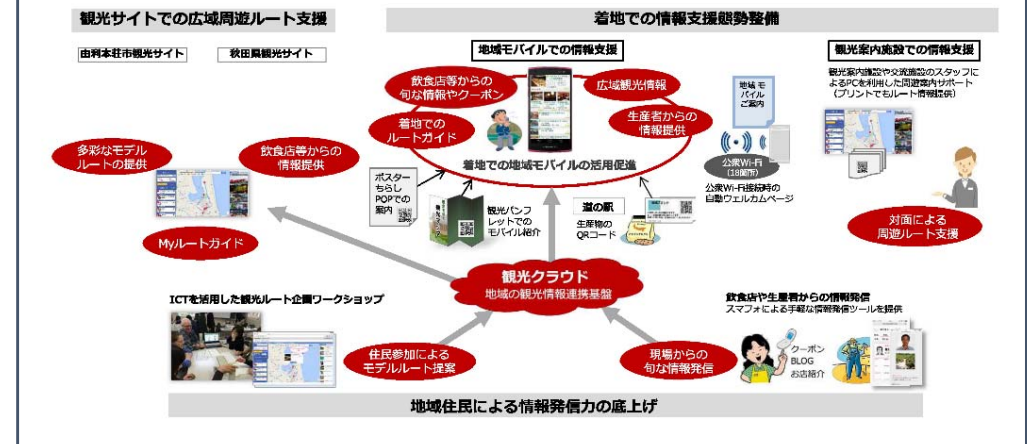 観光サイトでの広域周遊ルート支援
由利本荘市観光サイト
秋田県観光サイト
多彩なモデル
ルートの提供
飲食店等からの
情報提供
Myルートガイド
着地での情報支援態勢整備
地域モバイルでの情報支援
飲食店等からの
旬な情報やクーポン
広域観光情報
着地での
ルートガイド
生産者からの
情報提供
着地での地域モバイルの活用促進
ポスター
ちらし
POPでの
案内
観光パンフ
レットでの
モバイル紹介
道の駅
生産物の
QRコード
地域 モ
バイル
ご案内
公衆Wi-Fi
(18箇所)
公衆Wi-Fi接続時の
自動ウェルカムページ
観光案内施設での情報支援
観光案内施設や交流施設のスタッフに
よるPCを利用した周遊案内サポート
(プリントでもルート情報提供)
対面による
周遊ルート支援
観光クラウド
地域の観光情報連携基盤
ICTを活用した観光ルート企画ワークショップ
住民参加による
モデルルート提案
現場からの
旬な情報発信
飲食店や生産者からの情報発信
スマフォによる手軽な情報発信ツールを提供
クーポン
BLOG
お店紹介
地域住民による情報発信力の底上げ